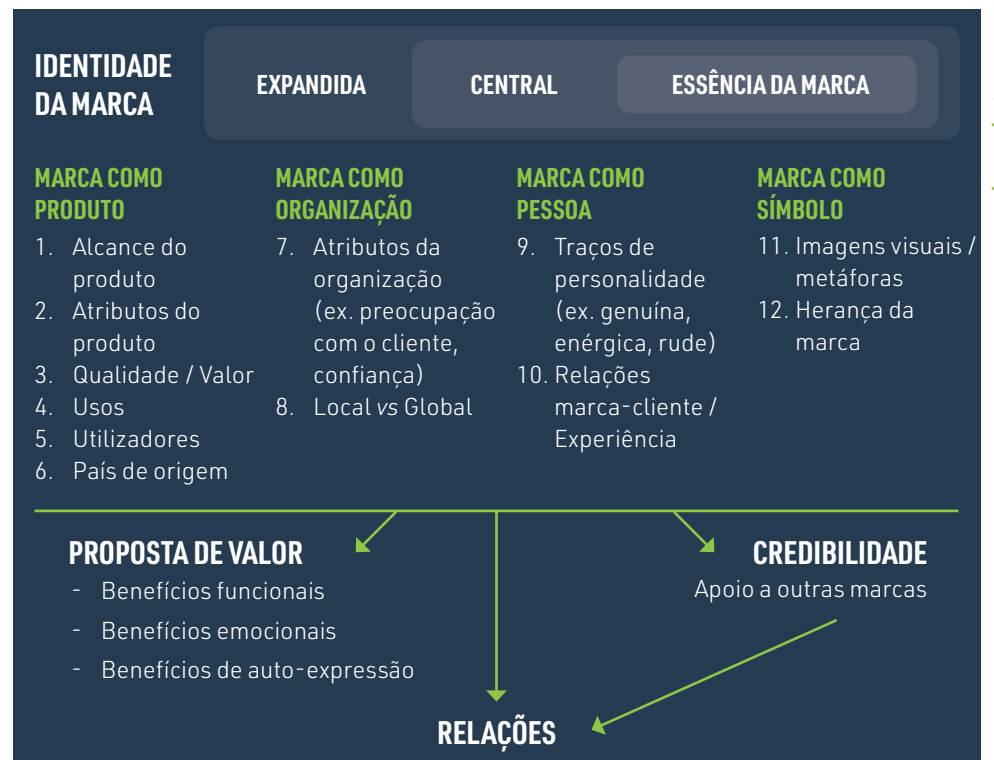 IDENTIDADE
DA MARCA
EXPANDIDA
CENTRAL
ESSÊNCIA DA MARCA
MARCA COMO
PRODUTO
1. Alcance do
produto
2. Atributos do
produto
3. Qualidade / Valor
4. Usos
5. Utilizadores
6. País de origem
MARCA COMO
ORGANIZAÇÃO
7. Atributos da
organização
(ex. preocupação
com o cliente,
confiança)
8. Local vs Global
MARCA COMO
PESSOA
9. Traços de
personalidade
(ex. genuína,
enérgica, rude)
10. Relações
marca-cliente /
Experiência
MARCA COMO
SÍMBOLO
11. Imagens visuais /
metáforas
12. Herança da
marca
PROPOSTA DE VALOR
- Benefícios funcionais
- Benefícios emocionais
- Benefícios de auto-expressão
CREDIBILIDADE
Apoio a outras marcas
RELAÇÕES